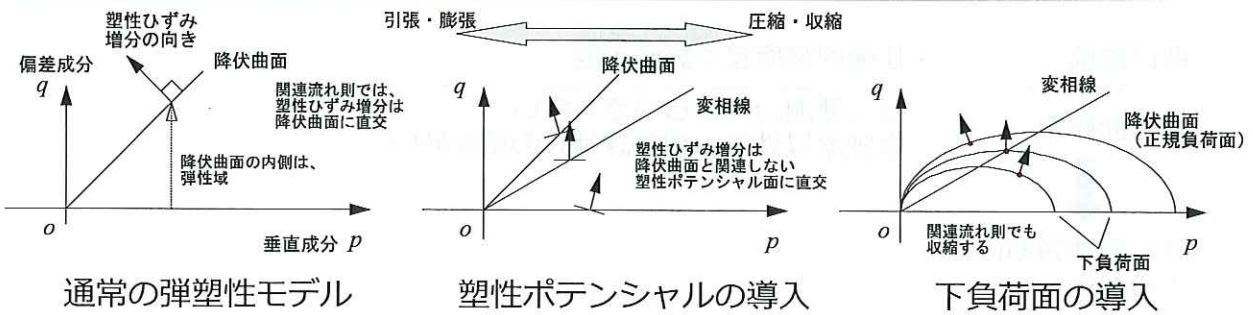 塑性ひずみ
増分の向き
偏差成分
q
降伏曲面
関連流れ則では、
塑性ひずみ増分は
降伏曲面に直交
降伏曲面の内側は、
弾性域
o
垂直成分 p
通常の弾塑性モデル
引張・膨張
圧縮・収縮
q
降伏曲面
変相線
塑性ひずみ増分は
降伏曲面と関連しない
塑性ポテンシャル面に直交
o
p
塑性ポテンシャルの導入
q
変相線
降伏曲面
（正規負荷面）
o
関連流れ則でも
収縮する
p
下負荷面
下負荷面の導入